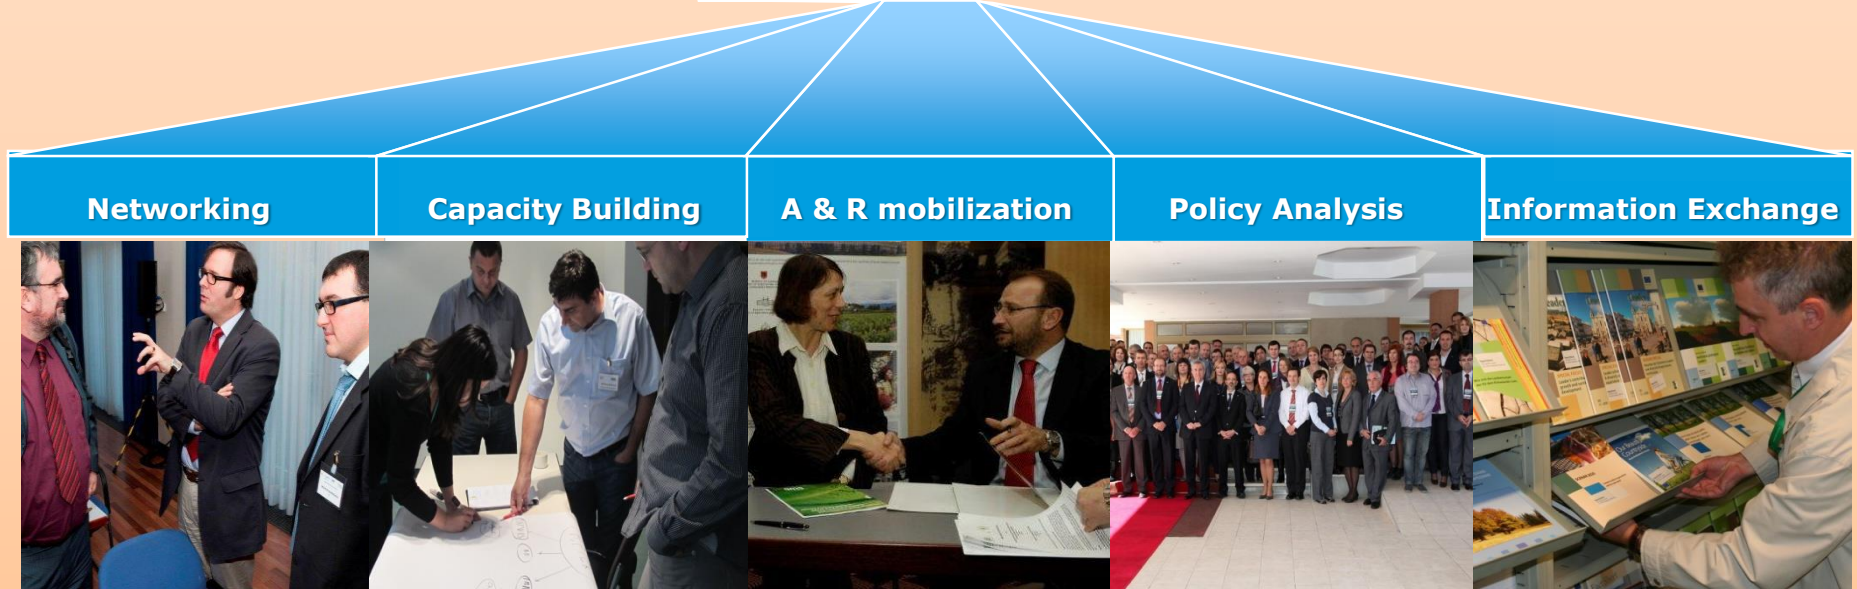 Networking
Capacity Building
A & R mobilization
Policy Analysis
Information Exchange